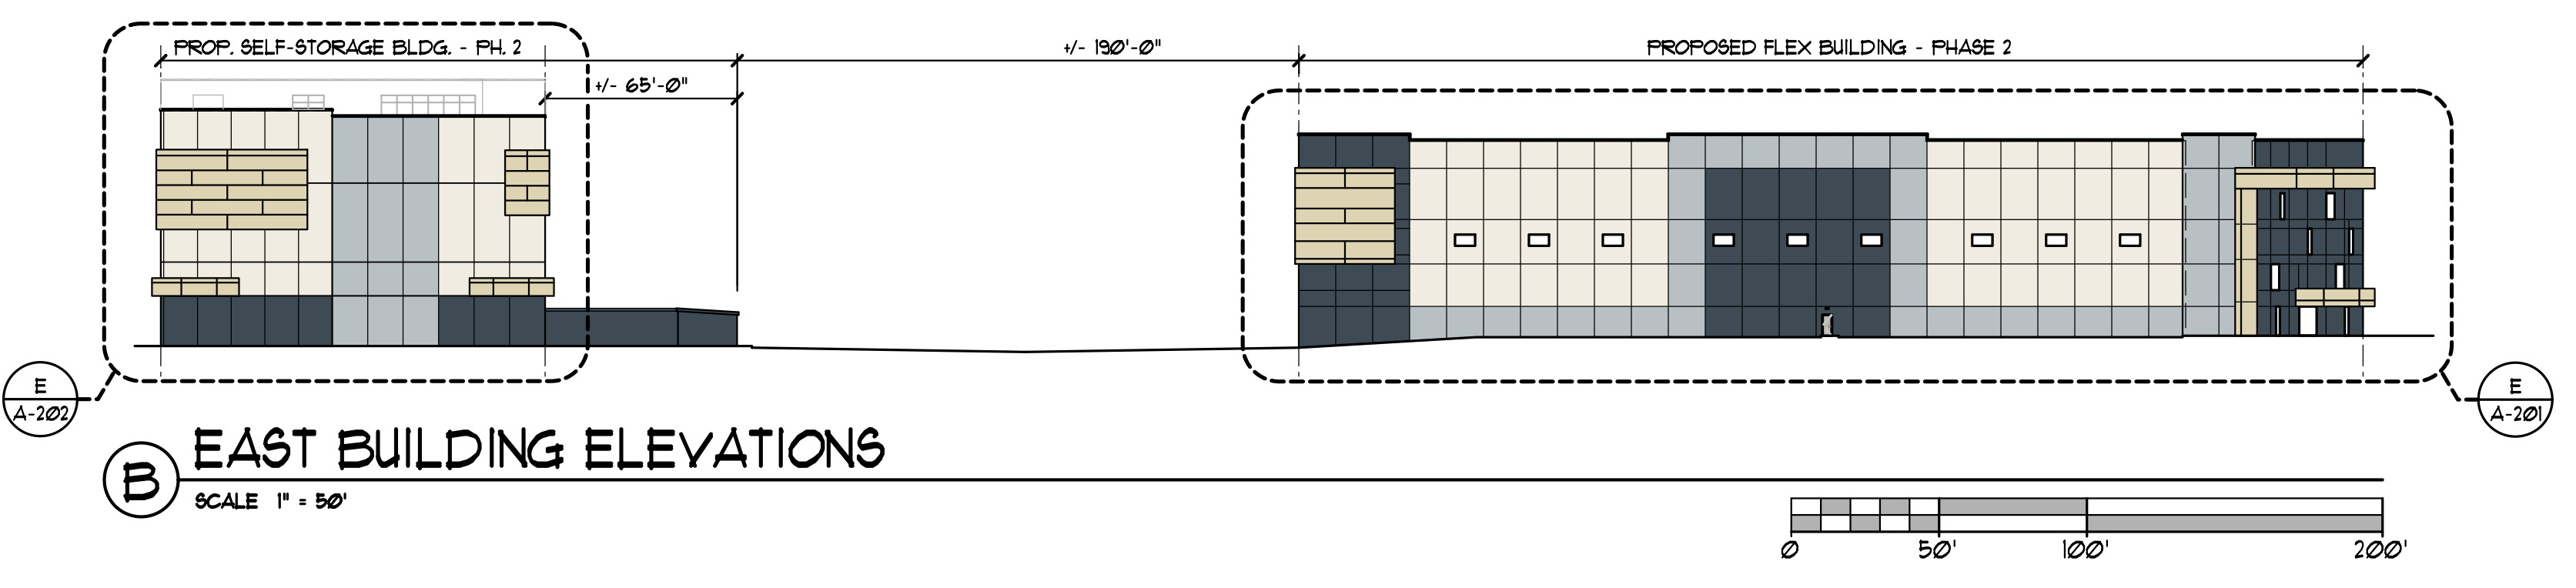 PROP. SELF-STORAGE BLDG. - PH. 2
+/- 190'-0"
PROPOSED FLEX BUILDING - PHASE 2
+/- 65'-0"
E
A-202
E
A-201
B
EAST BUILDING ELEVATIONS
SCALE 1" = 50'
0 50' 100' 200'